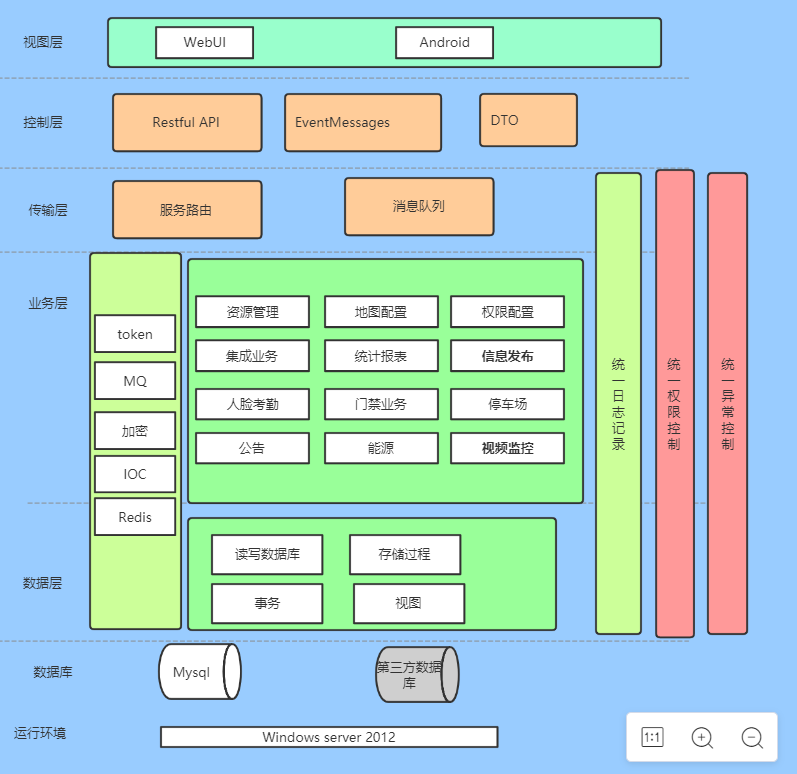 视图层
WebUI
Android
控制层
Restful API
EventMessages
DTO
传输层
服务路由
消息队列
业务层
token
MQ
加密
IOC
Redis
资源管理
地图配置
权限配置
集成业务
统计报表
信息发布
人脸考勤
门禁业务
停车场
公告
能源
视频监控
统一日志记录
统一权限控制
统一异常控制
数据层
读写数据库
存储过程
事务
视图
数据库
Mysql
第三方数据
库
运行环境
Windows server 2012
1:1